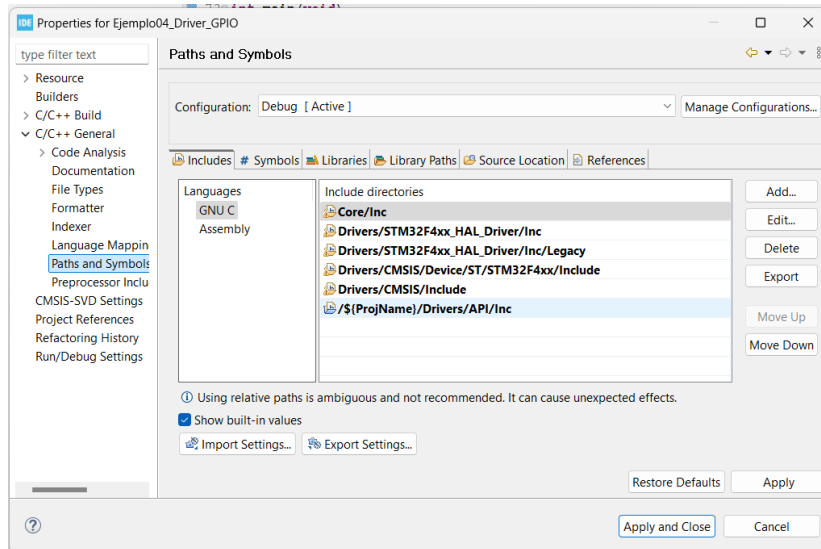 72 int main(void)
IDE Properties for Ejemplo04_Driver_GPIO
type filter text
Paths and Symbols
Resource
Builders
C/C++ Build
C/C++ General
Code Analysis
Documentation
File Types
Formatter
Indexer
Language Mappin
Paths and Symbols
Preprocessor Inclu
CMSIS-SVD Settings
Project References
Refactoring History
Run/Debug Settings
Configuration: Debug [ Active ] Manage Configurations...
Includes # Symbols Libraries Library Paths Source Location References
Languages
GNU C
Assembly
Include directories
Core/Inc
Drivers/STM32F4xx_HAL_Driver/Inc
Drivers/STM32F4xx_HAL_Driver/Inc/Legacy
Drivers/CMSIS/Device/ST/STM32F4xx/Include
Drivers/CMSIS/Include
/${ProjName}/Drivers/API/Inc
Add...
Edit...
Delete
Export
Move Up
Move Down
Using relative paths is ambiguous and not recommended. It can cause unexpected effects.
Show built-in values
Import Settings... Export Settings...
Restore Defaults Apply
Apply and Close Cancel